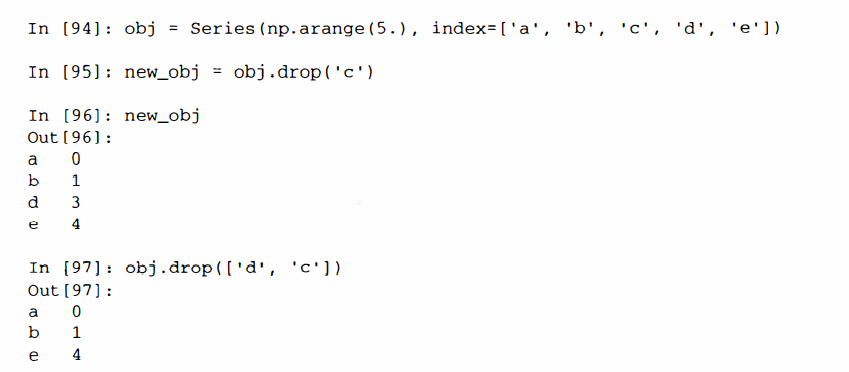 In [94]: obj = Series(np.arange(5.), index=['a', 'b', 'c', 'd', 'e'])
In [95]: new_obj = obj.drop('c')
In [96]: new_obj
Out[96]:
a   0
b   1
d   3
e   4
In [97]: obj.drop(['d', 'c'])
Out[97]:
a   0
b   1
e   4